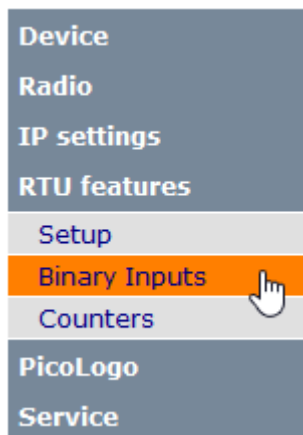 Device
Radio
IP settings
RTU features
Setup
Binary Inputs
Counters
PicoLogo
Service